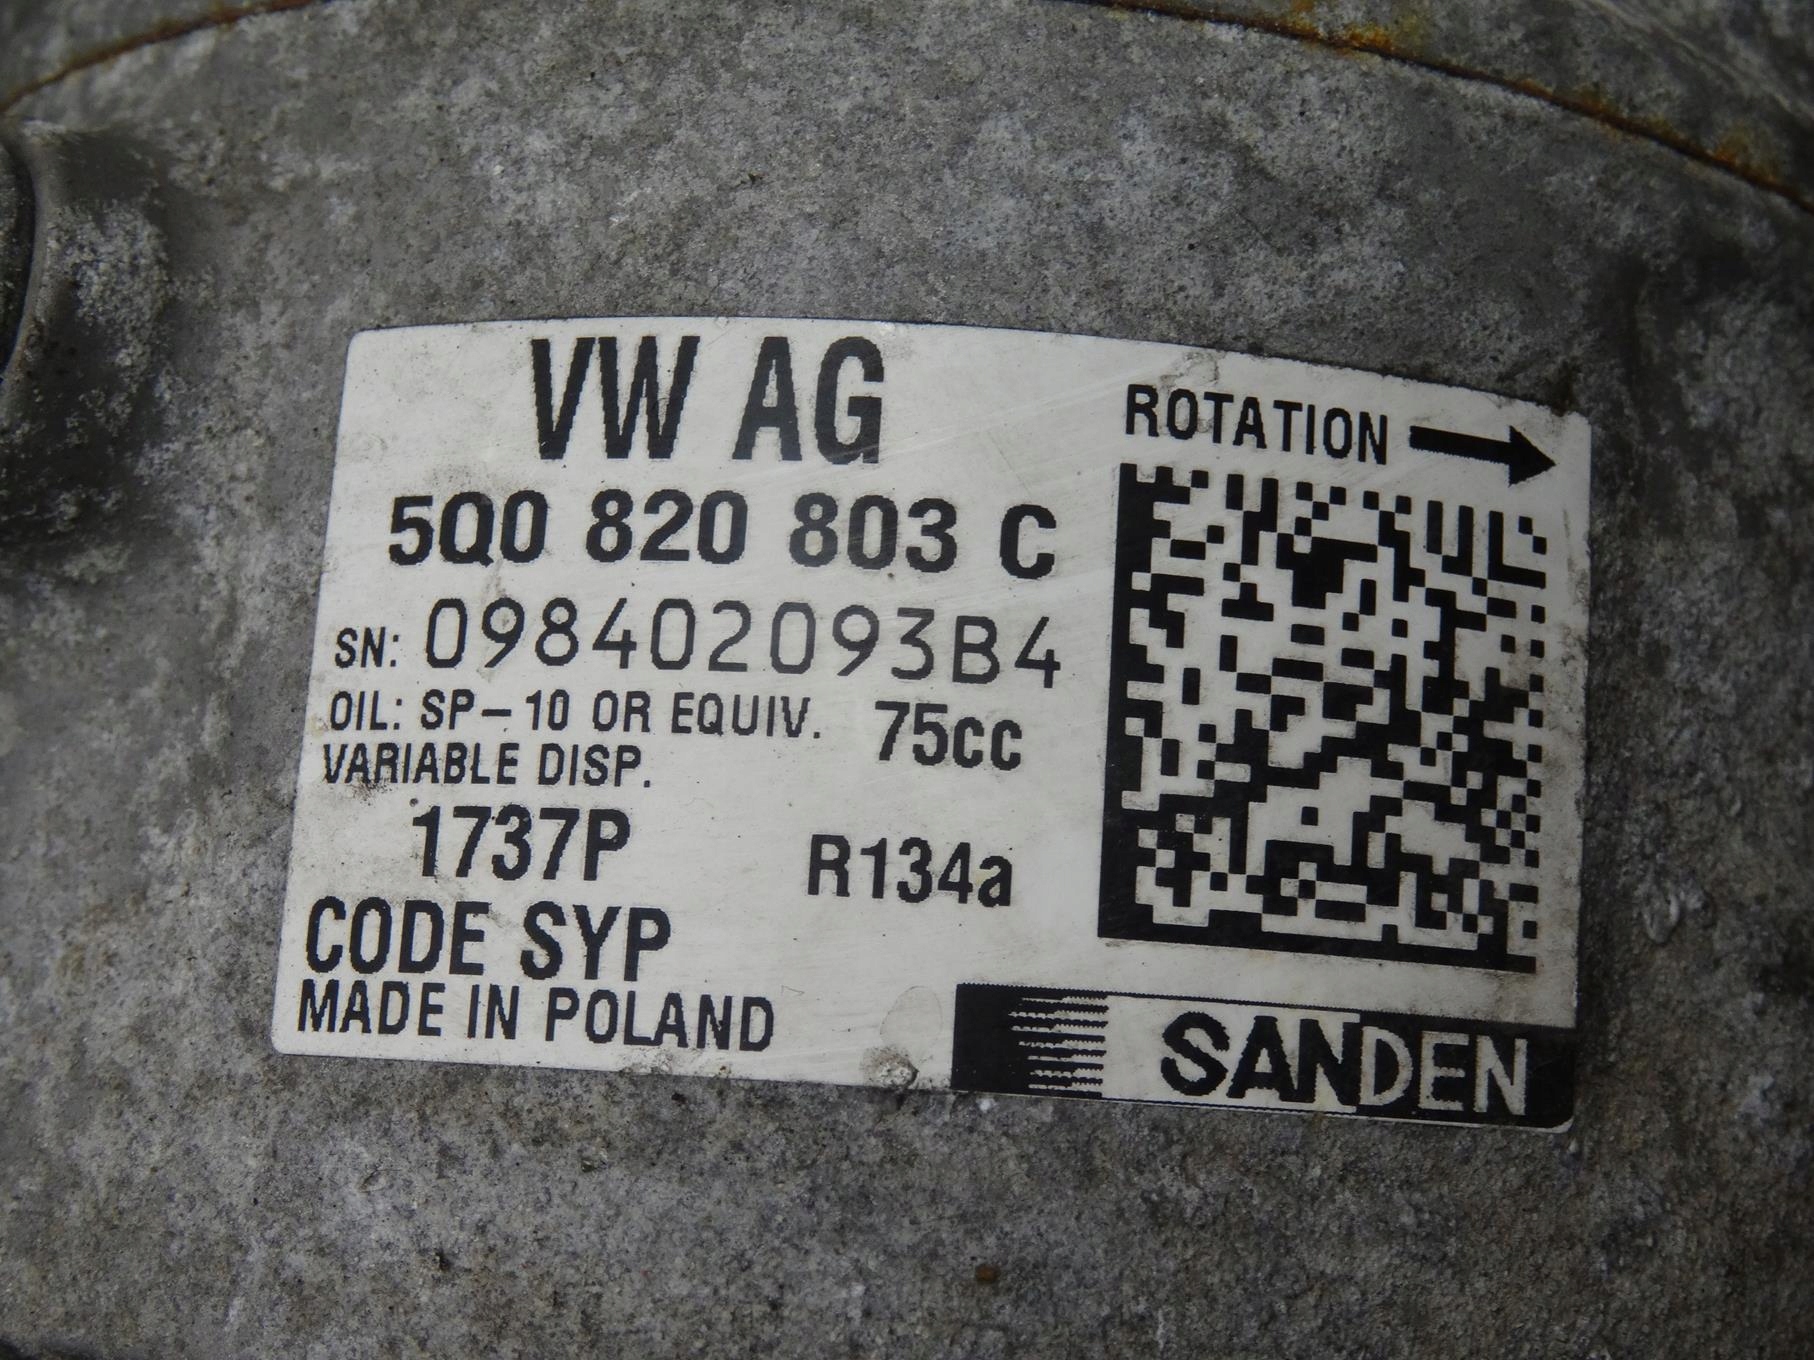 VW AG
ROTATION
5Q0 820 803 C
SN: 098402093B4
OIL: SP-10 OR EQUIV. 75cc
VARIABLE DISP.
1737P R134a
CODE SYP
MADE IN POLAND
SANDEN